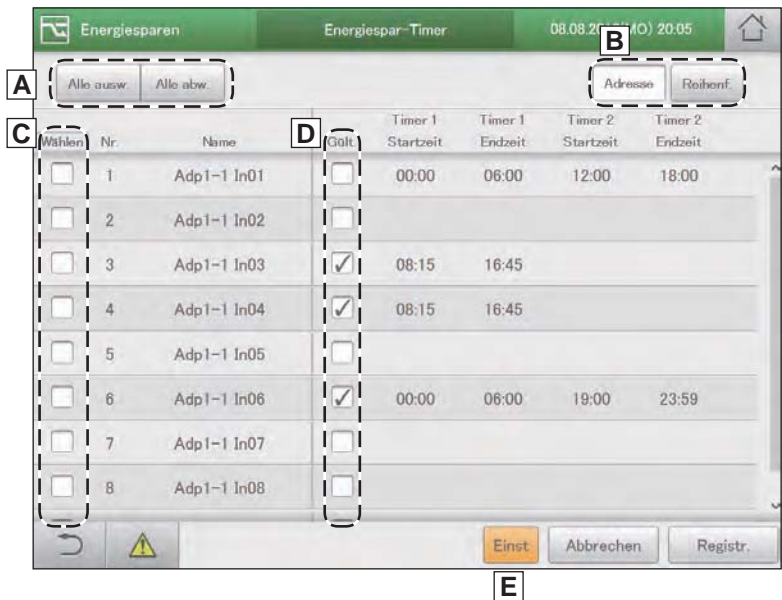 Energiesparen Energiespar-Timer 08.08.20 (MO) 20:05
B
A Alle ausw. Alle abw. Adresse Reihenf.
C D Timer 1 Timer 1 Timer 2 Timer 2
Wählen Nr. Name Gült. Startzeit Endzeit Startzeit Endzeit
1 Adp1-1 In01 00:00 06:00 12:00 18:00
2 Adp1-1 In02
3 Adp1-1 In03 08:15 16:45
4 Adp1-1 In04 08:15 16:45
5 Adp1-1 In05
6 Adp1-1 In06 00:00 06:00 19:00 23:59
7 Adp1-1 In07
8 Adp1-1 In08
Einst Abbrechen Registr.
E